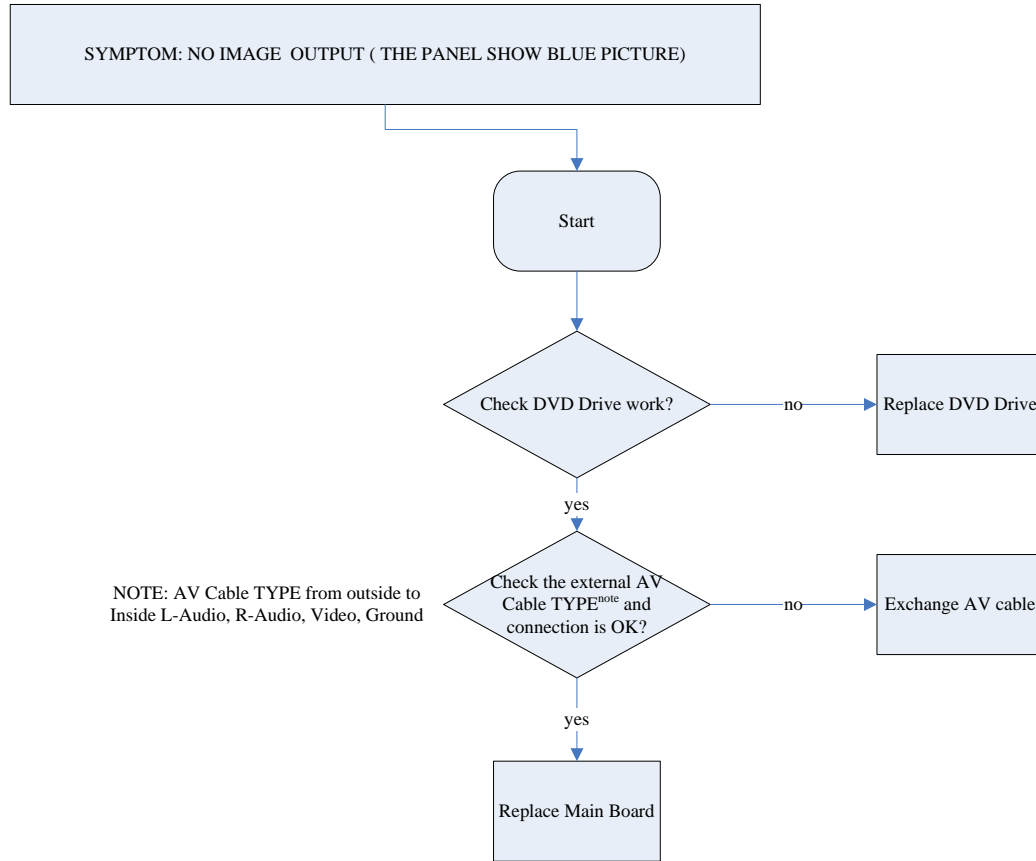 SYMPTOM: NO IMAGE  OUTPUT ( THE PANEL SHOW BLUE PICTURE)
Start
Check DVD Drive work?
no
Replace DVD Drive
yes
NOTE: AV Cable TYPE from outside to
Inside L-Audio, R-Audio, Video, Ground
Check the external AV
Cable TYPEnote and
connection is OK?
no
Exchange AV cable
yes
Replace Main Board